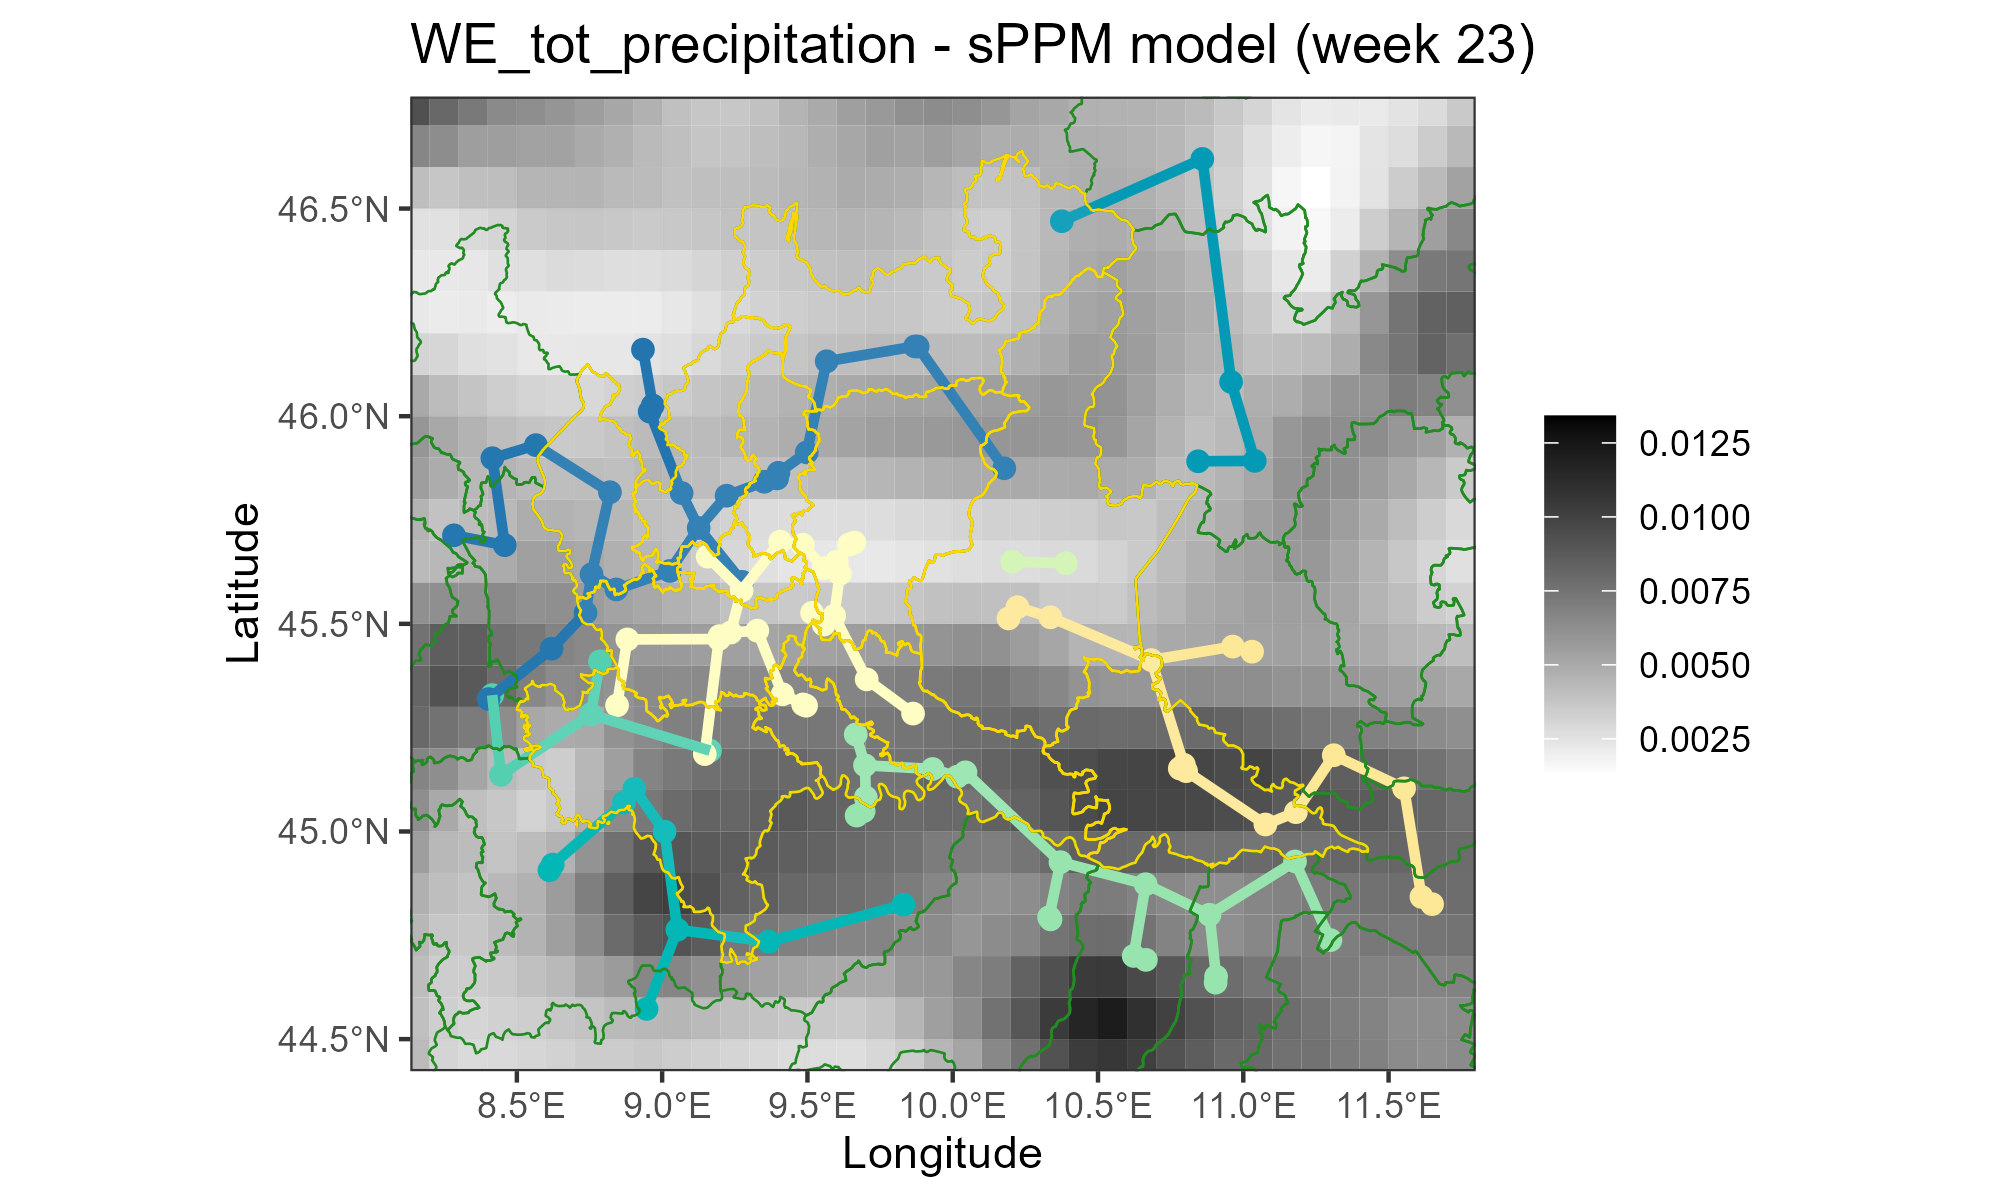 WE_tot_precipitation - sPPM model (week 23)
Latitude
46.5°N
46.0°N
45.5°N
45.0°N
44.5°N
8.5°E
9.0°E
9.5°E
10.0°E
10.5°E
11.0°E
11.5°E
Longitude
0.0125
0.0100
0.0075
0.0050
0.0025